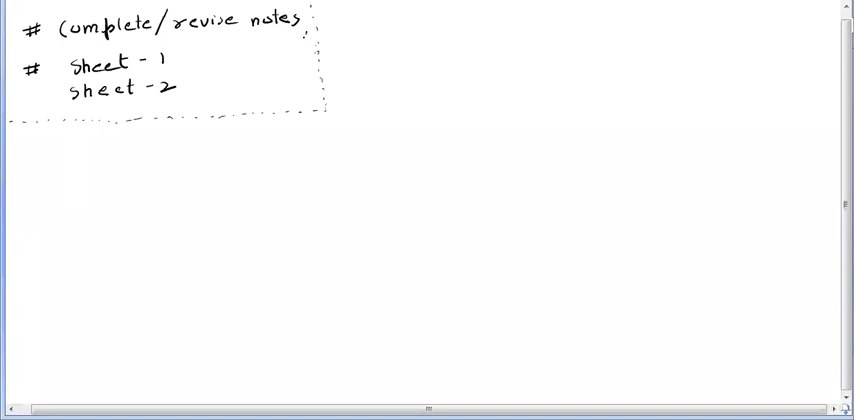 # Complete/revise notes
# Sheet - 1
sheet - 2